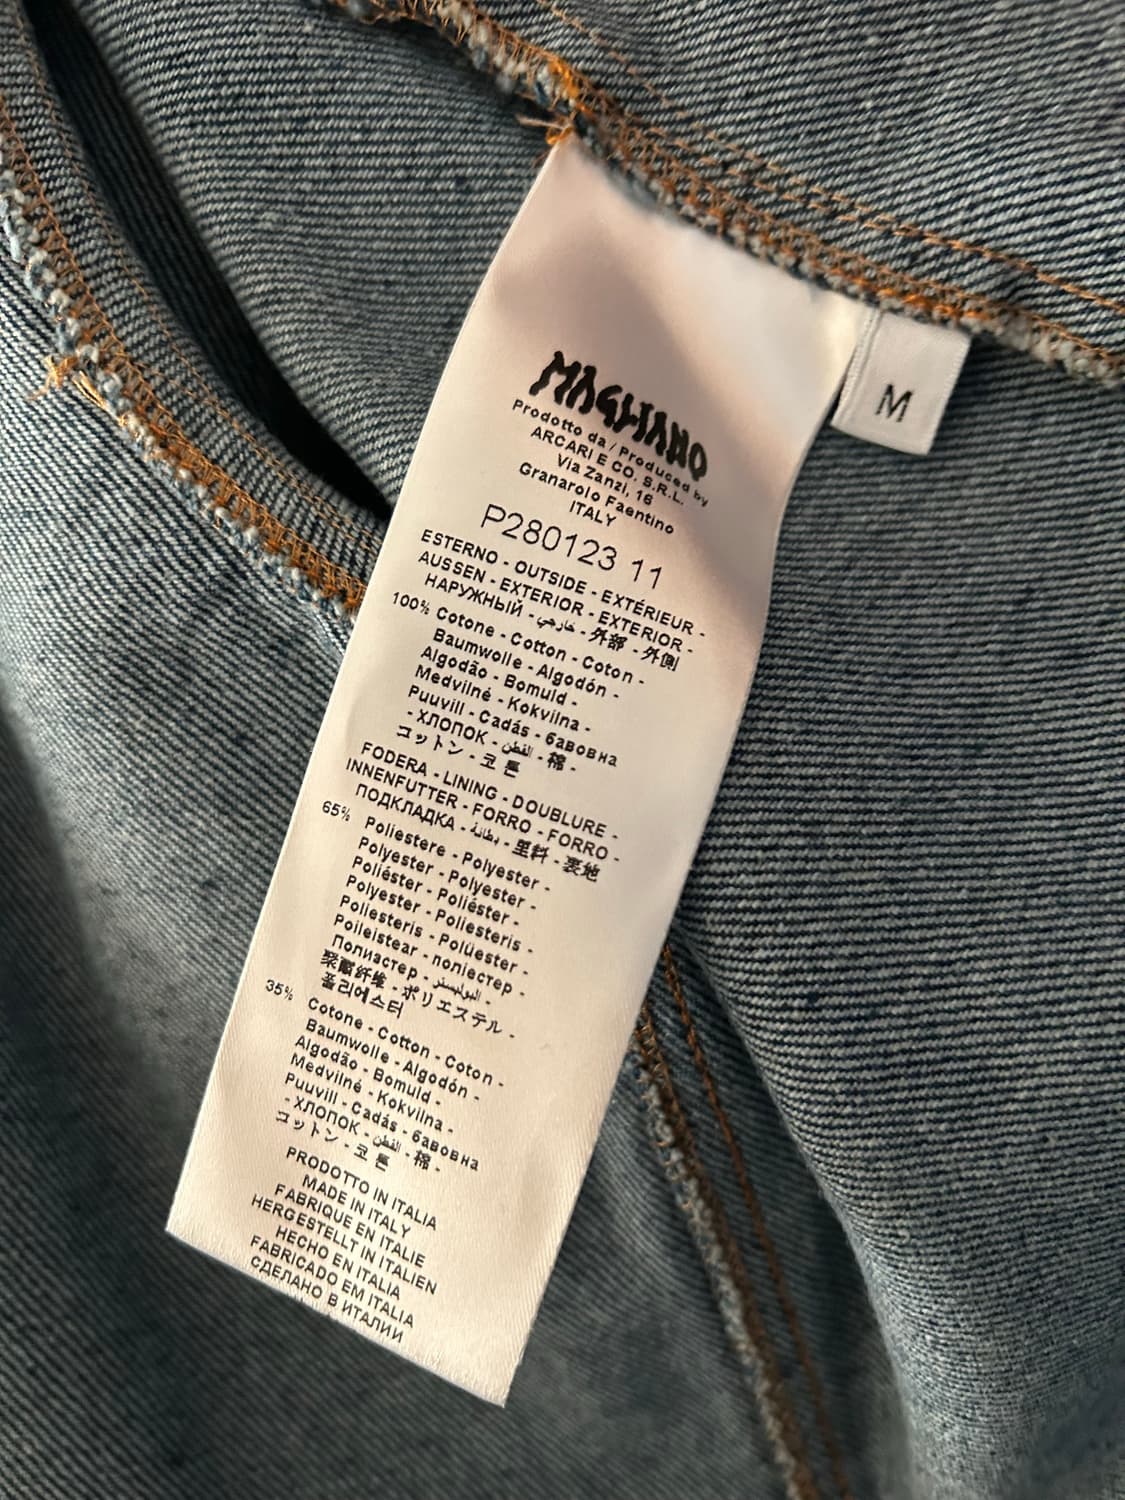 MAGLIANO
Prodotto da / Produced by
ARCARI E CO. S.R.L.
Via Zanzi, 16
Granarolo Faentino
ITALY
M
P280123 11
ESTERNO - OUTSIDE - EXTÉRIEUR -
AUSSEN - EXTERIOR - EXTERIOR -
НАРУЖНЫЙ - خارجي - 外部 - 外側
100% Cotone - Cotton - Coton -
Baumwolle - Algodón -
Algodão - Bomuld -
Medvilné - Kokvilna -
Puuvill - Cadás - бавовна
- ХЛОПОК - القطن - 棉 -
コットン - 코 튼
FODERA - LINING - DOUBLURE -
INNENFUTTER - FORRO - FORRO -
ПОДКЛАДКА - بطانة - 里料 - 裏地
65% Poliestere - Polyester -
Polyester - Polyester -
Poliéster - Poliéster -
Polyester - Poliesteris -
Poliesteris - Polüester -
Poileistear - поліестер -
Полиастер - البوليستر -
聚酯纤维 - ポリエステル -
폴리에스터
35% Cotone - Cotton - Coton -
Baumwolle - Algodón -
Algodão - Bomuld -
Medvilné - Kokvilna -
Puuvill - Cadás - бавовна
- ХЛОПОК - القطن - 棉 -
コットン - 코 튼
PRODOTTO IN ITALIA
MADE IN ITALY
FABRIQUE EN ITALIE
HERGESTELLT IN ITALIEN
HECHO EN ITALIA
FABRICADO EM ITALIA
СДЕЛАНО В ИТАЛИИ